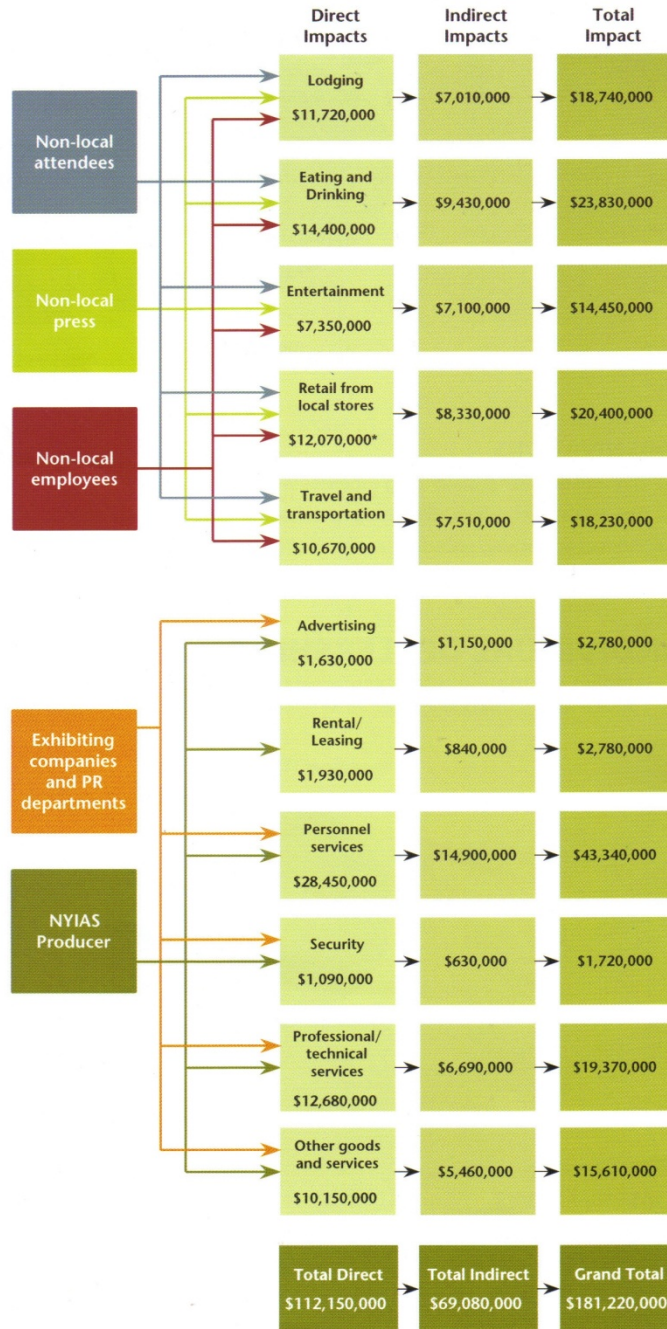 Direct
Impacts
Indirect
Impacts
Total
Impact
Non-local
attendees
Non-local
press
Non-local
employees
Lodging
$11,720,000
$7,010,000
$18,740,000
Eating and
Drinking
$14,400,000
$9,430,000
$23,830,000
Entertainment
$7,350,000
$7,100,000
$14,450,000
Retail from
local stores
$12,070,000*
$8,330,000
$20,400,000
Travel and
transportation
$10,670,000
$7,510,000
$18,230,000
Exhibiting
companies
and PR
departments
NYIAS
Producer
Advertising
$1,630,000
$1,150,000
$2,780,000
Rental/
Leasing
$1,930,000
$840,000
$2,780,000
Personnel
services
$28,450,000
$14,900,000
$43,340,000
Security
$1,090,000
$630,000
$1,720,000
Professional/
technical
services
$12,680,000
$6,690,000
$19,370,000
Other goods
and services
$10,150,000
$5,460,000
$15,610,000
Total Direct
$112,150,000
Total Indirect
$69,080,000
Grand Total
$181,220,000